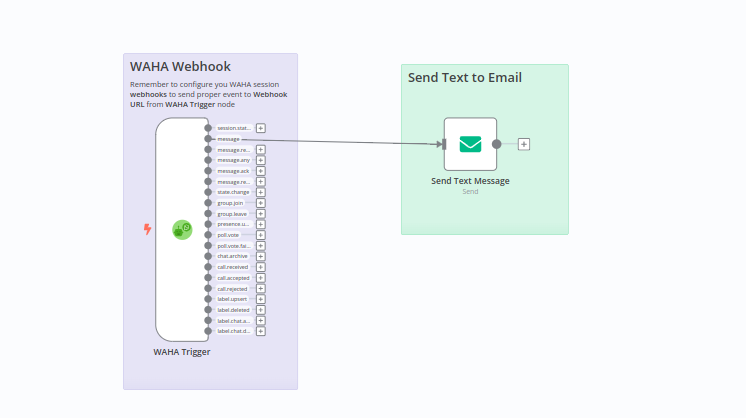 WAHA Webhook
Remember to configure you WAHA session
webhooks to send proper event to Webhook
URL from WAHA Trigger node
session.stat...
message
message.re...
message.any
message.ack
message.re...
state.change
group.join
group.leave
presence.u...
poll.vote
poll.vote.fai...
chat.archive
call.received
call.accepted
call.rejected
label.upsert
label.deleted
label.chat.a...
label.chat.d...
WAHA Trigger
Send Text to Email
Send Text Message
Send